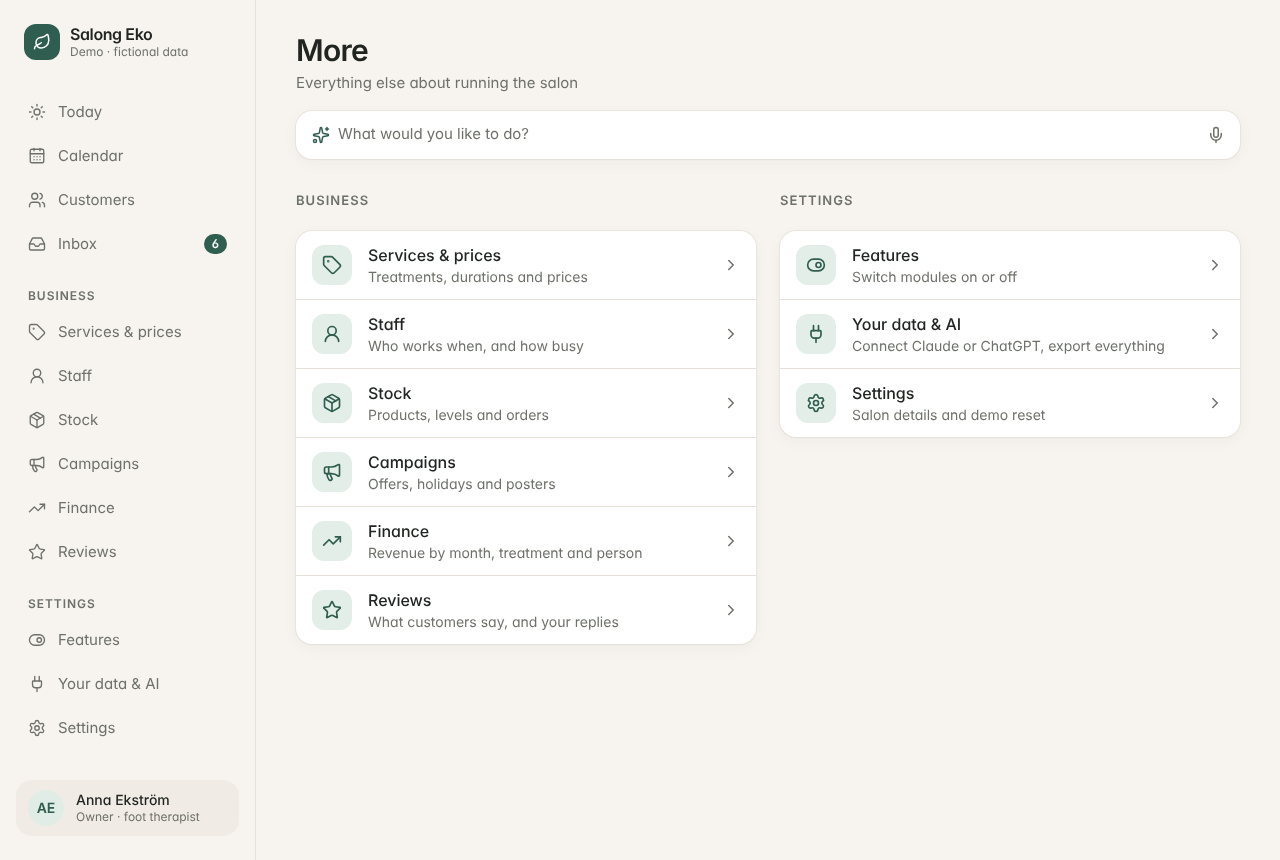 Salong Eko
Demo · fictional data
Today
Calendar
Customers
Inbox
6
BUSINESS
Services & prices
Staff
Stock
Campaigns
Finance
Reviews
SETTINGS
Features
Your data & AI
Settings
AE
Anna Ekström
Owner · foot therapist
More
Everything else about running the salon
What would you like to do?
BUSINESS
Services & prices
Treatments, durations and prices
Staff
Who works when, and how busy
Stock
Products, levels and orders
Campaigns
Offers, holidays and posters
Finance
Revenue by month, treatment and person
Reviews
What customers say, and your replies
SETTINGS
Features
Switch modules on or off
Your data & AI
Connect Claude or ChatGPT, export everything
Settings
Salon details and demo reset